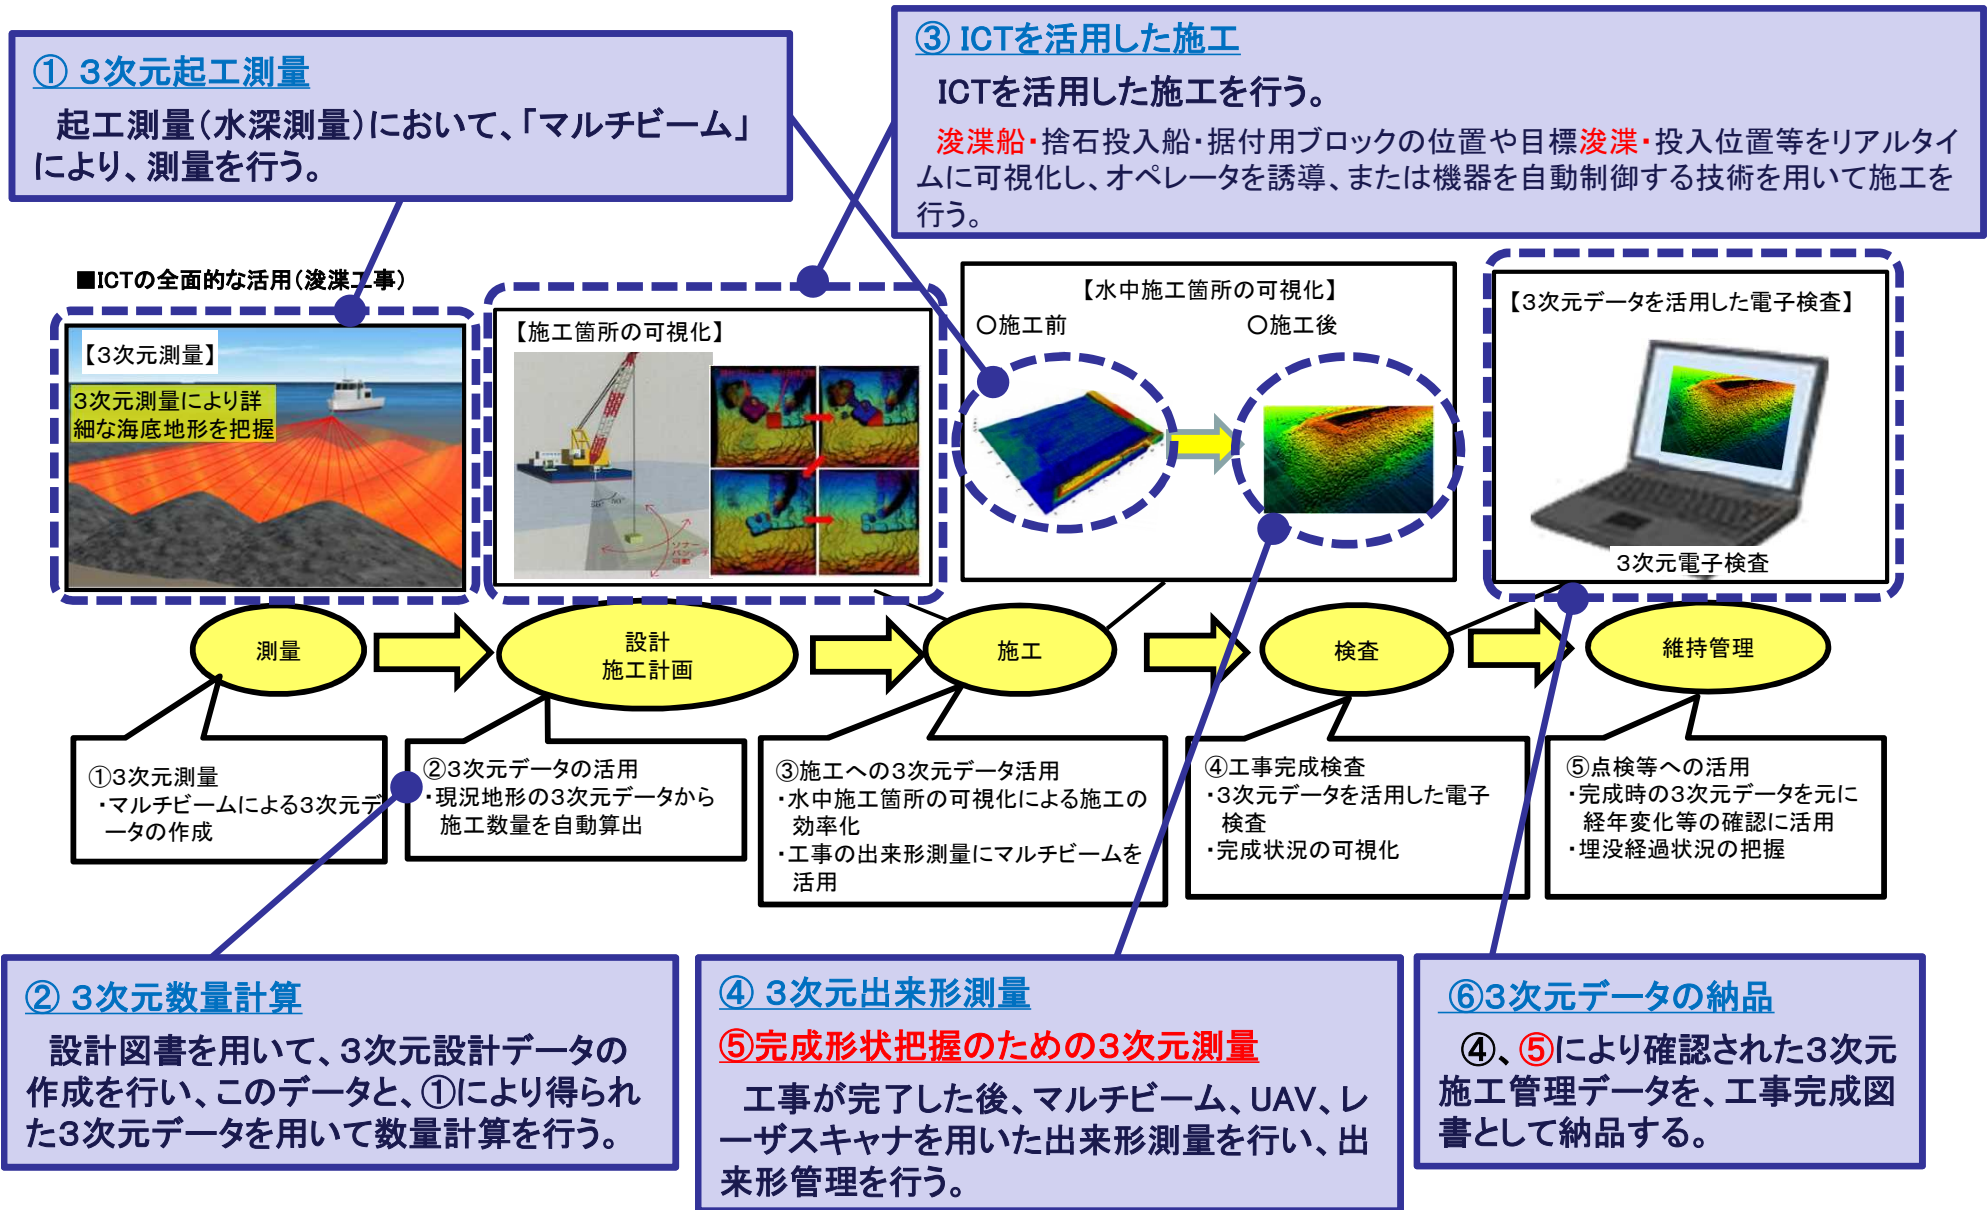 ① 3次元起工測量
起工測量(水深測量)において、「マルチビーム」
により、測量を行う。
③ ICTを活用した施工
ICTを活用した施工を行う。
浚渫船・捨石投入船・据付用ブロックの位置や目標浚渫・投入位置等をリアルタイ
ムに可視化し、オペレータを誘導、または機器を自動制御する技術を用いて施工を
行う。
■ICTの全面的な活用(浚渫工事)
【3次元測量】
3次元測量により詳
細な海底地形を把握
【施工箇所の可視化】
ソナー
パン
可動
【水中施工箇所の可視化】
○施工前
○施工後
【3次元データを活用した電子検査】
3次元電子検査
測量
設計
施工計画
施工
検査
維持管理
①3次元測量
・マルチビームによる3次元デ
ータの作成
②3次元データの活用
・現況地形の3次元データから
施工数量を自動算出
③施工への3次元データ活用
・水中施工箇所の可視化による施工の
効率化
・工事の出来形測量にマルチビームを
活用
④工事完成検査
・3次元データを活用した電子
検査
・完成状況の可視化
⑤点検等への活用
・完成時の3次元データを元に
経年変化等の確認に活用
・埋没経過状況の把握
② 3次元数量計算
設計図書を用いて、3次元設計データの
作成を行い、このデータと、①により得られ
た3次元データを用いて数量計算を行う。
④ 3次元出来形測量
⑤完成形状把握のための3次元測量
工事が完了した後、マルチビーム、UAV、レ
ーザスキャナを用いた出来形測量を行い、出
来形管理を行う。
⑥3次元データの納品
④、⑤により確認された3次元
施工管理データを、工事完成図
書として納品する。